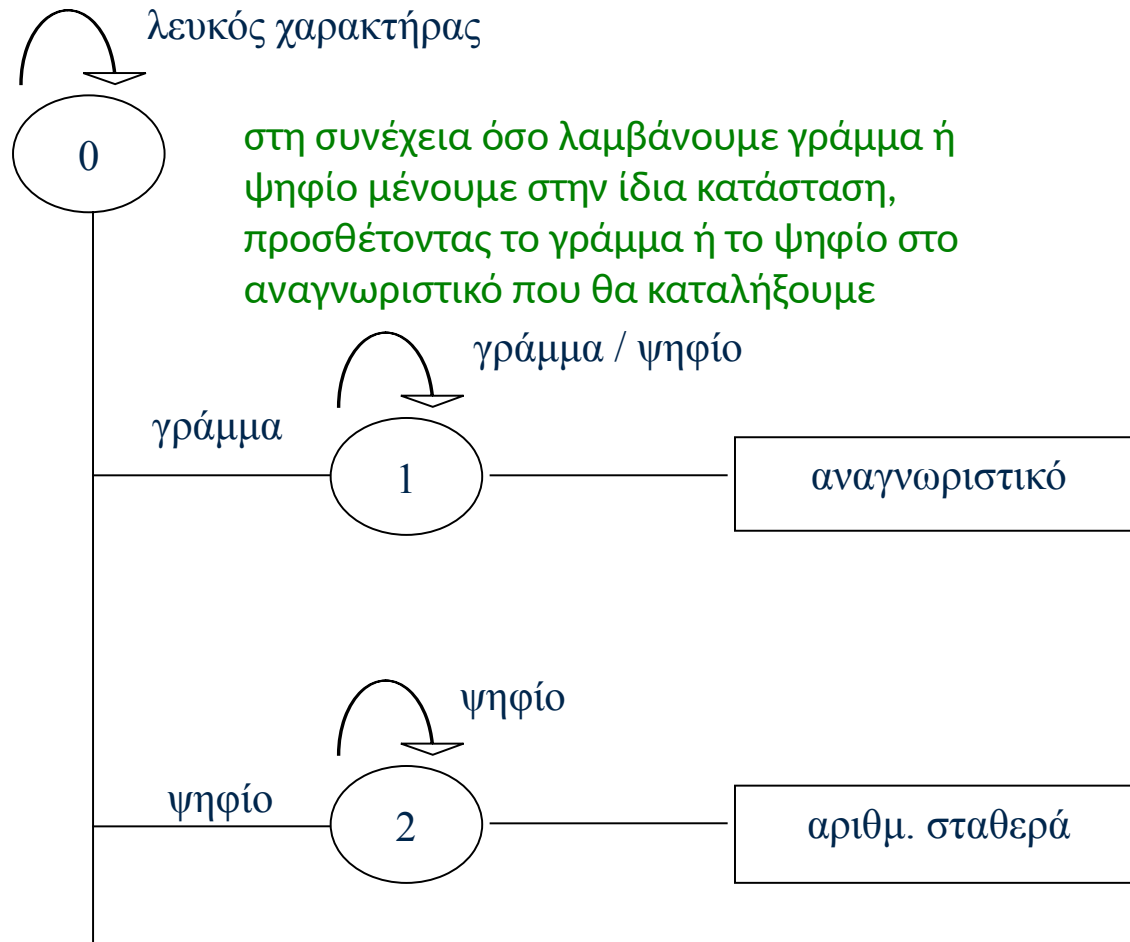 λευκός χαρακτήρας
0
στη συνέχεια όσο λαμβάνουμε γράμμα ή
ψηφίο μένουμε στην ίδια κατάσταση,
προσθέτοντας το γράμμα ή το ψηφίο στο
αναγνωριστικό που θα καταλήξουμε
γράμμα / ψηφίο
γράμμα
1
αναγνωριστικό
ψηφίο
ψηφίο
2
αριθμ. σταθερά